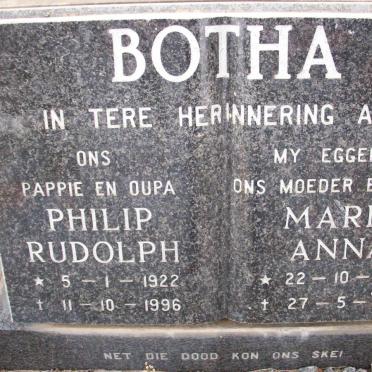 BOTHA
IN TERE HERINNERING A
ONS
PAPPIE EN OUPA
PHILIP
RUDOLPH
* 5 - 1 - 1922
† 11 - 10 - 1996
MY EGGE
ONS MOEDER E
MARI
ANNA
* 22 - 10 -
† 27 - 5 -
NET DIE DOOD KON ONS SKEI